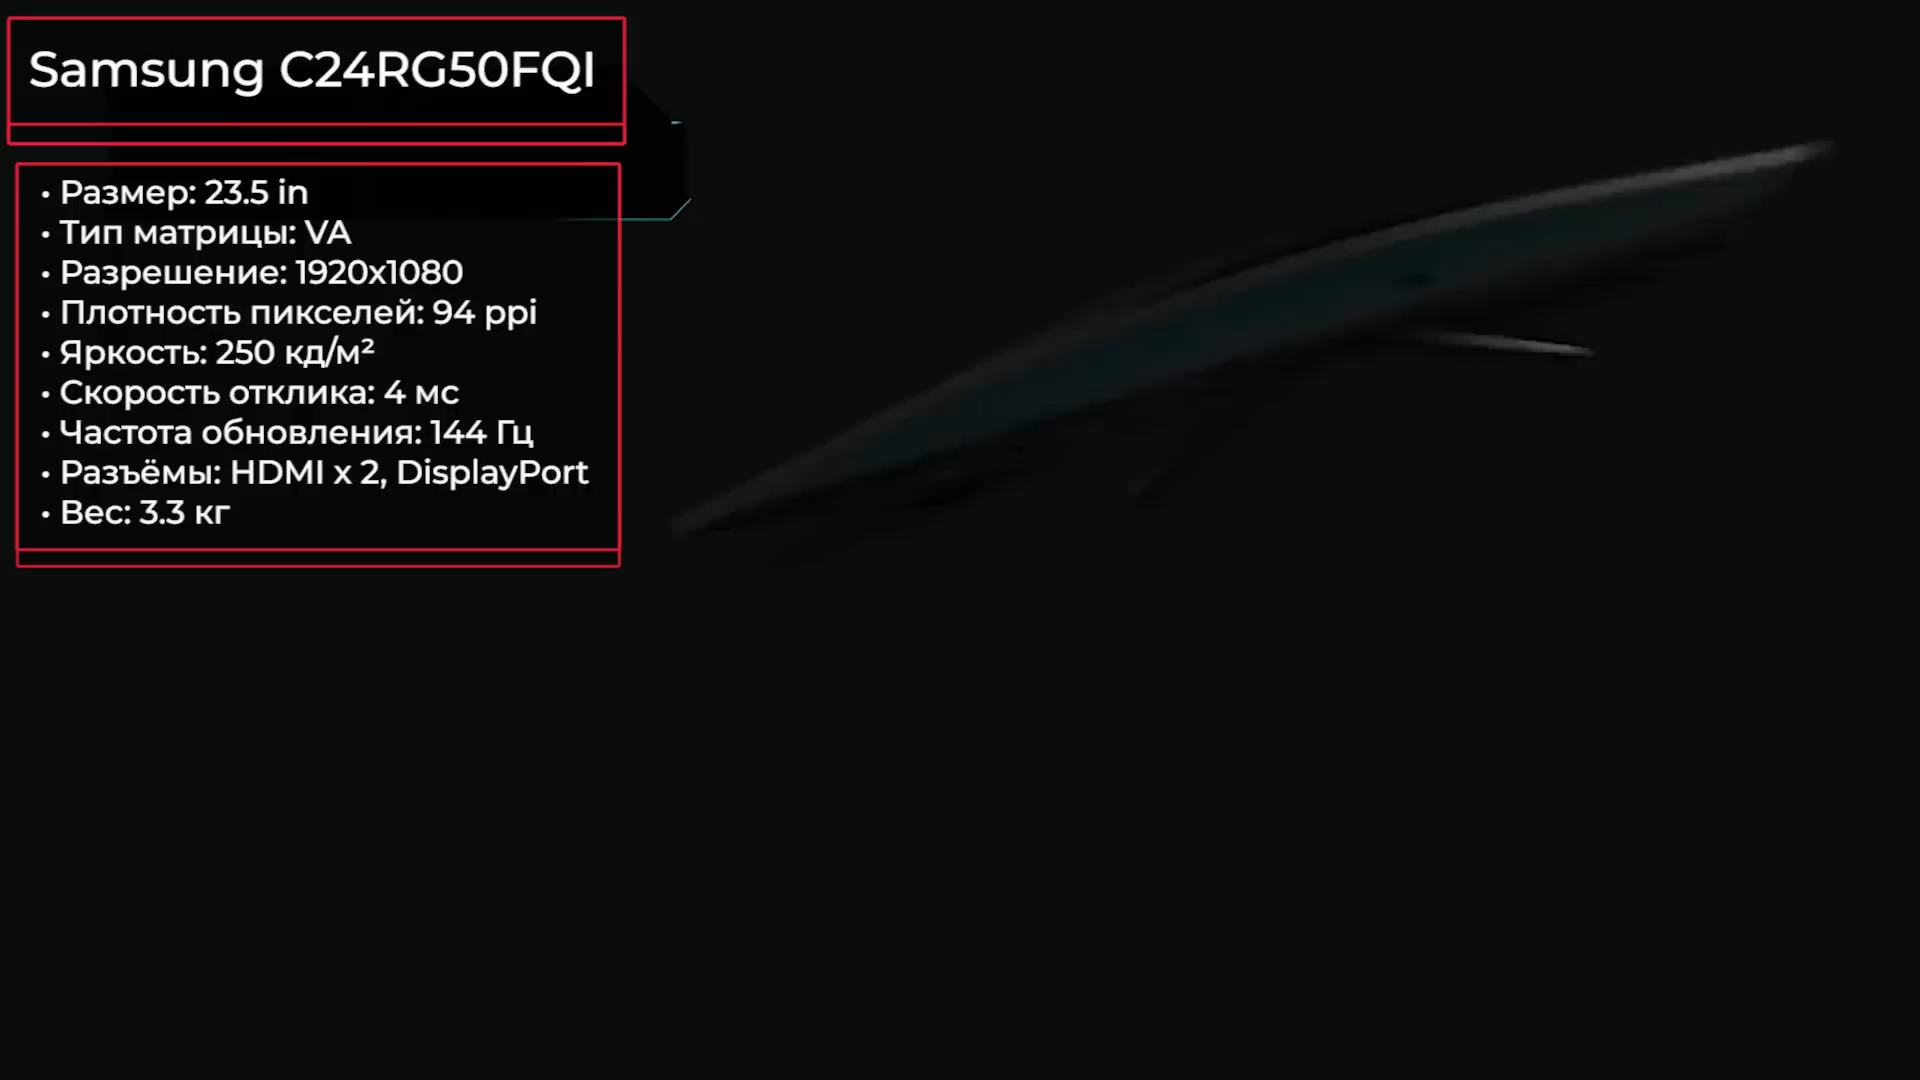 Samsung C24RG50FQI
• Размер: 23.5 in
• Тип матрицы: VA
• Разрешение: 1920x1080
• Плотность пикселей: 94 ppi
• Яркость: 250 кд/м²
• Скорость отклика: 4 мс
• Частота обновления: 144 Гц
• Разъёмы: HDMI x 2, DisplayPort
• Вес: 3.3 кг